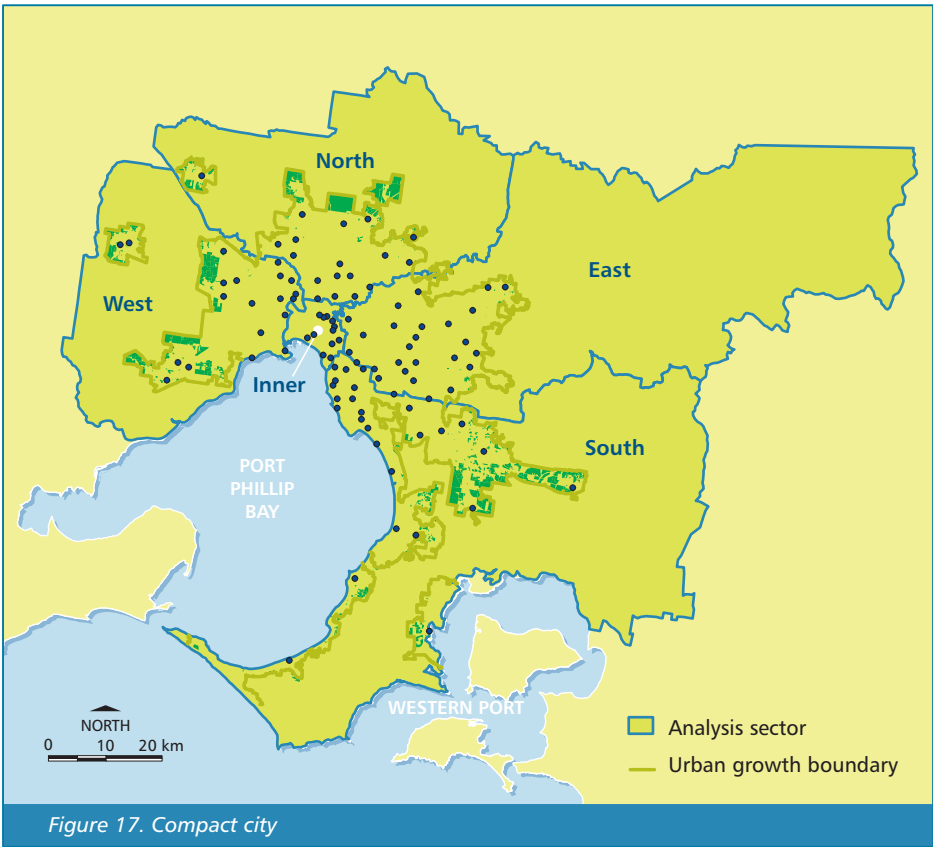 North
East
West
Inner
South
PORT
PHILLIP
BAY
WESTERN PORT
NORTH
0 10 20 km
Analysis sector
Urban growth boundary
Figure 17. Compact city